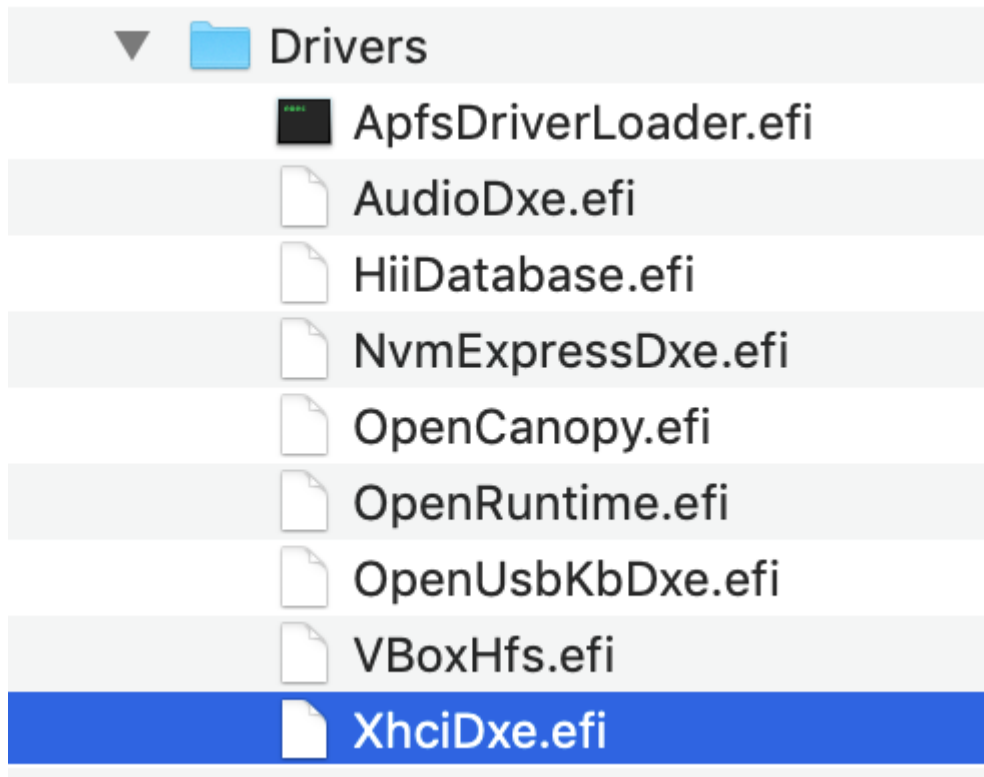 Drivers
ApfsDriverLoader.efi
AudioDxe.efi
HiiDatabase.efi
NvmExpressDxe.efi
OpenCanopy.efi
OpenRuntime.efi
OpenUsbKbDxe.efi
VBoxHfs.efi
XhciDxe.efi